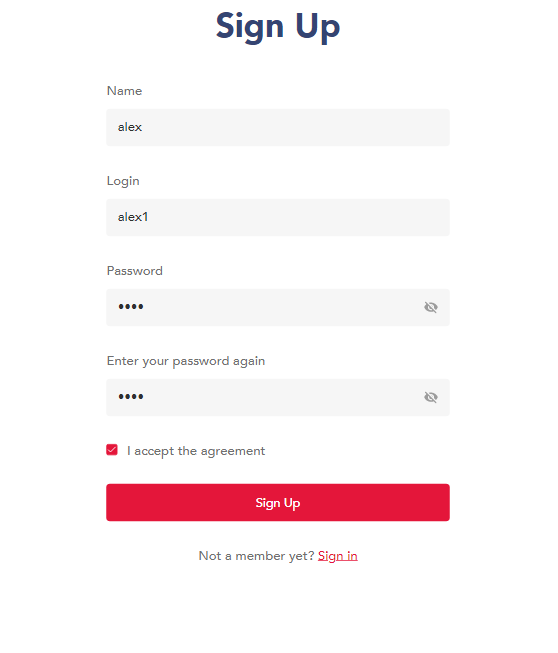 Sign Up
Name
alex
Login
alex1
Password
••••
Enter your password again
••••
I accept the agreement
Sign Up
Not a member yet? Sign in